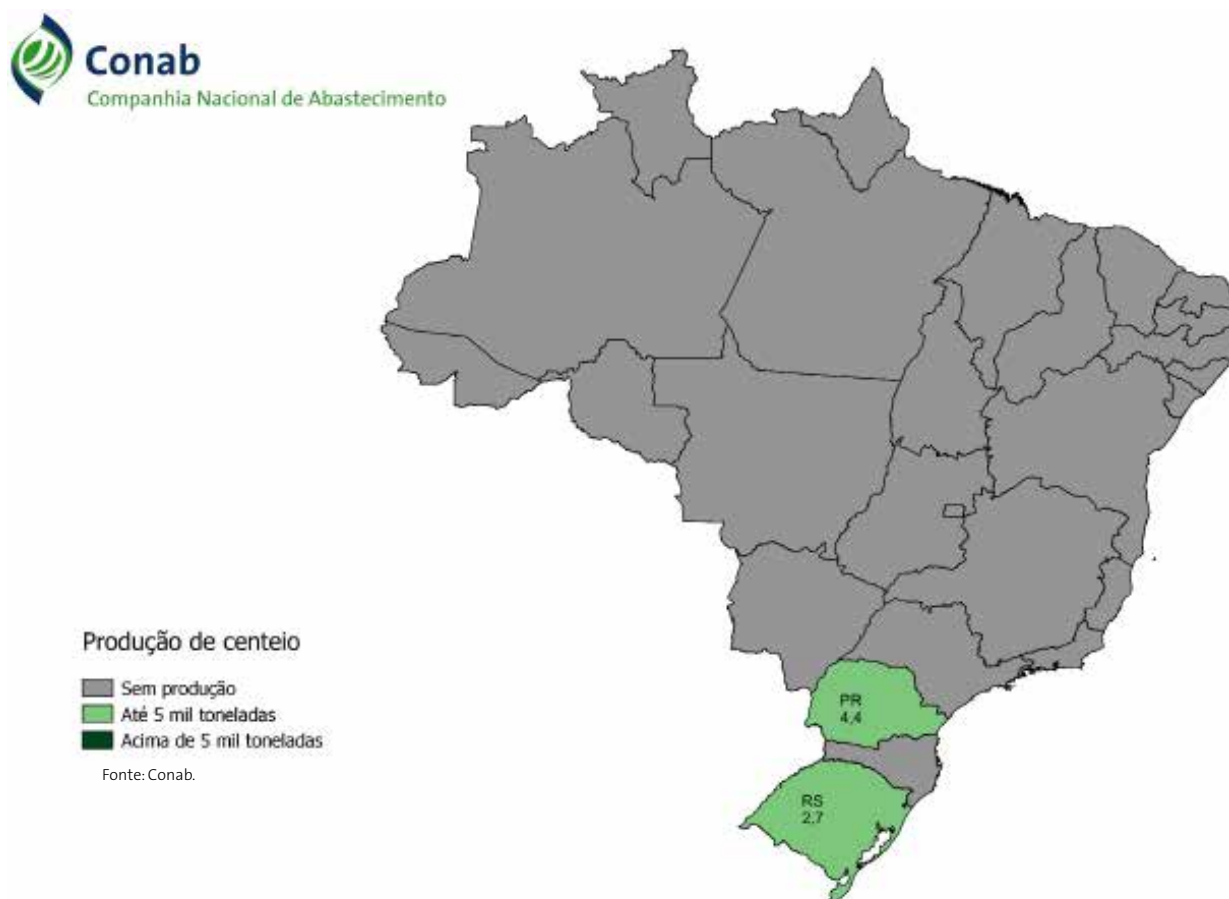 Conab
Companhia Nacional de Abastecimento
PR
4,4
RS
2,7
Produção de centeio
Sem produção
Até 5 mil toneladas
Acima de 5 mil toneladas
Fonte: Conab.